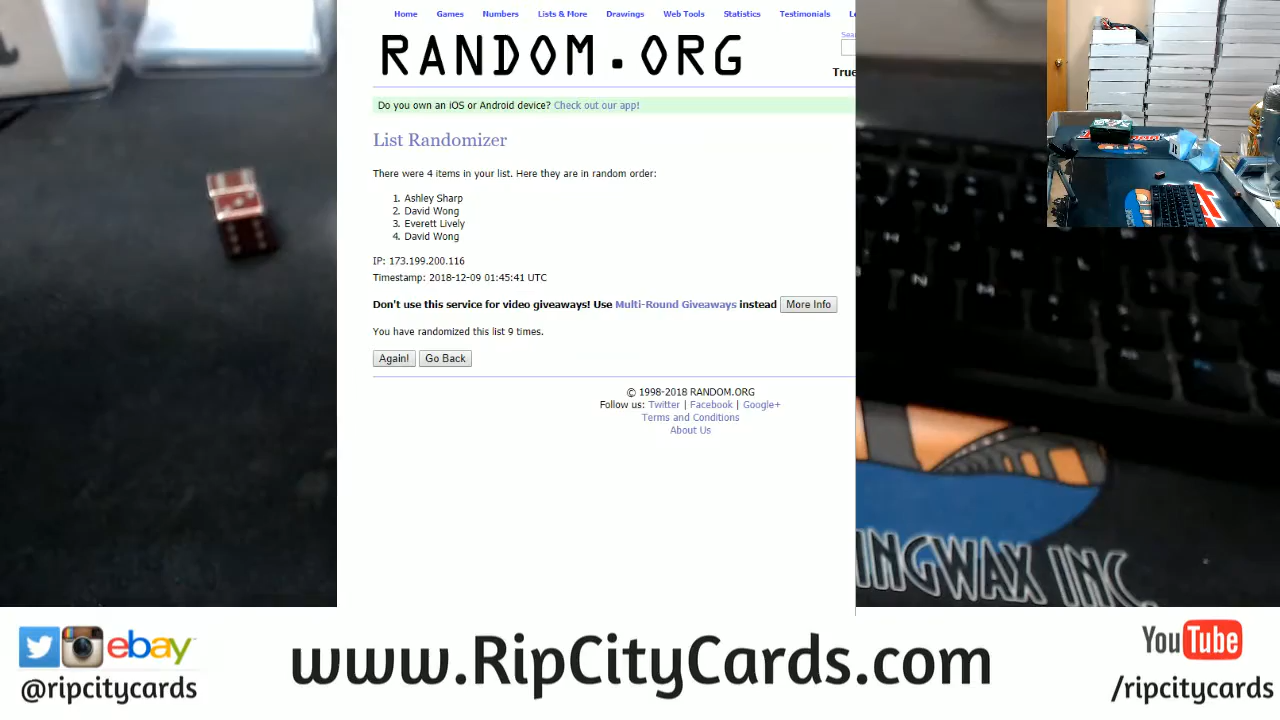 Home Games Numbers Lists & More Drawings Web Tools Statistics Testimonials
RANDOM.ORG
True
Do you own an iOS or Android device? Check out our app!
List Randomizer
There were 4 items in your list. Here they are in random order:
1. Ashley Sharp
2. David Wong
3. Everett Lively
4. David Wong
IP: 173.199.200.116
Timestamp: 2018-12-09 01:45:41 UTC
Don't use this service for video giveaways! Use Multi-Round Giveaways instead More Info
You have randomized this list 9 times.
Again! Go Back
© 1998-2018 RANDOM.ORG
Follow us: Twitter | Facebook | Google+
Terms and Conditions
About Us
INGWAX INC.
ebay
@ripcitycards
www.RipCityCards.com
YouTube
/ripcitycards